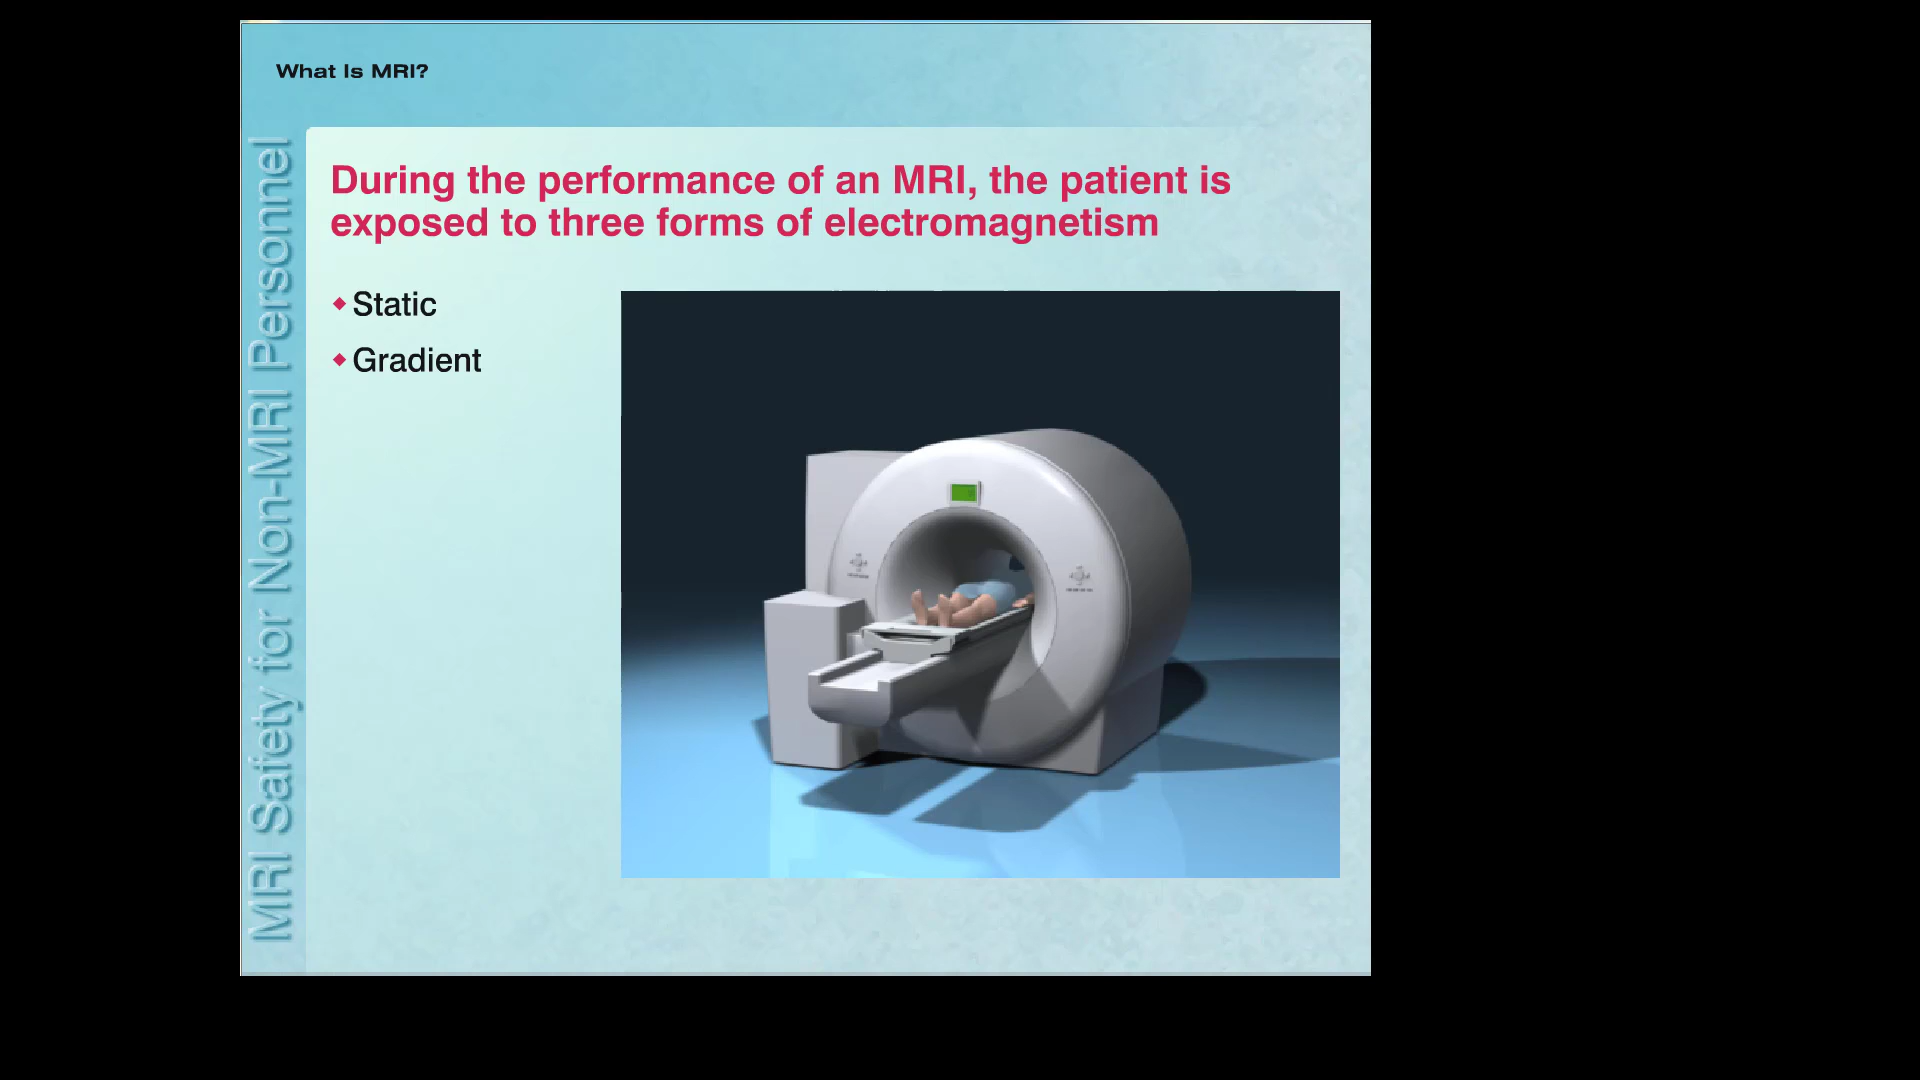 What Is MRI?
MRI Safety for Non-MRI Personnel
During the performance of an MRI, the patient is
exposed to three forms of electromagnetism
Static
Gradient